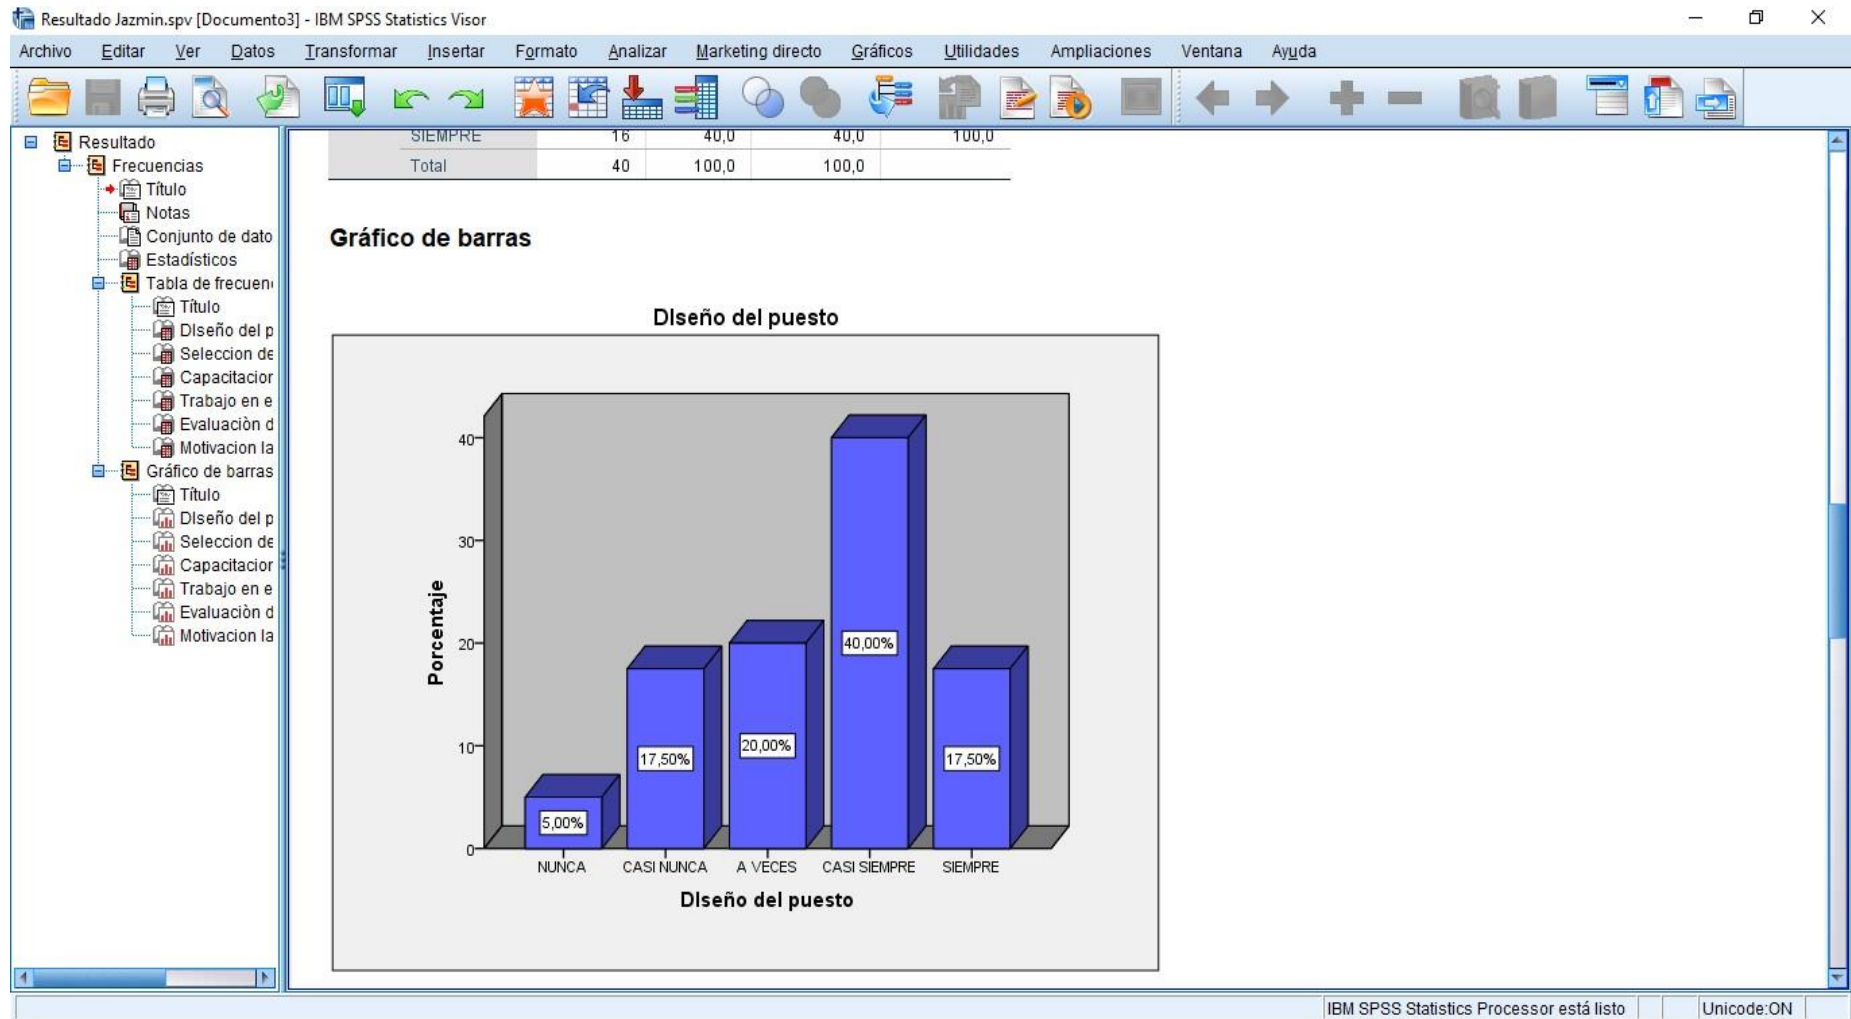 Resultado Jazmin.spv [Documento3] - IBM SPSS Statistics Visor
Archivo Editar Ver Datos Transformar Insertar Formato Analizar Marketing directo Gráficos Utilidades Ampliaciones Ventana Ayuda
Resultado
Frecuencias
Título
Notas
Conjunto de dato
Estadísticos
Tabla de frecuen
Título
DIseño del p
Seleccion de
Capacitacior
Trabajo en e
Evaluaciòn d
Motivacion la
Gráfico de barras
Título
DIseño del p
Seleccion de
Capacitacior
Trabajo en e
Evaluaciòn d
Motivacion la
SIEMPRE 16 40,0 40,0 100,0
Total 40 100,0 100,0
Gráfico de barras
DIseño del puesto
Porcentaje
40
30
20
10
0
5,00%
17,50%
20,00%
40,00%
17,50%
NUNCA CASI NUNCA A VECES CASI SIEMPRE SIEMPRE
DIseño del puesto
IBM SPSS Statistics Processor está listo Unicode:ON